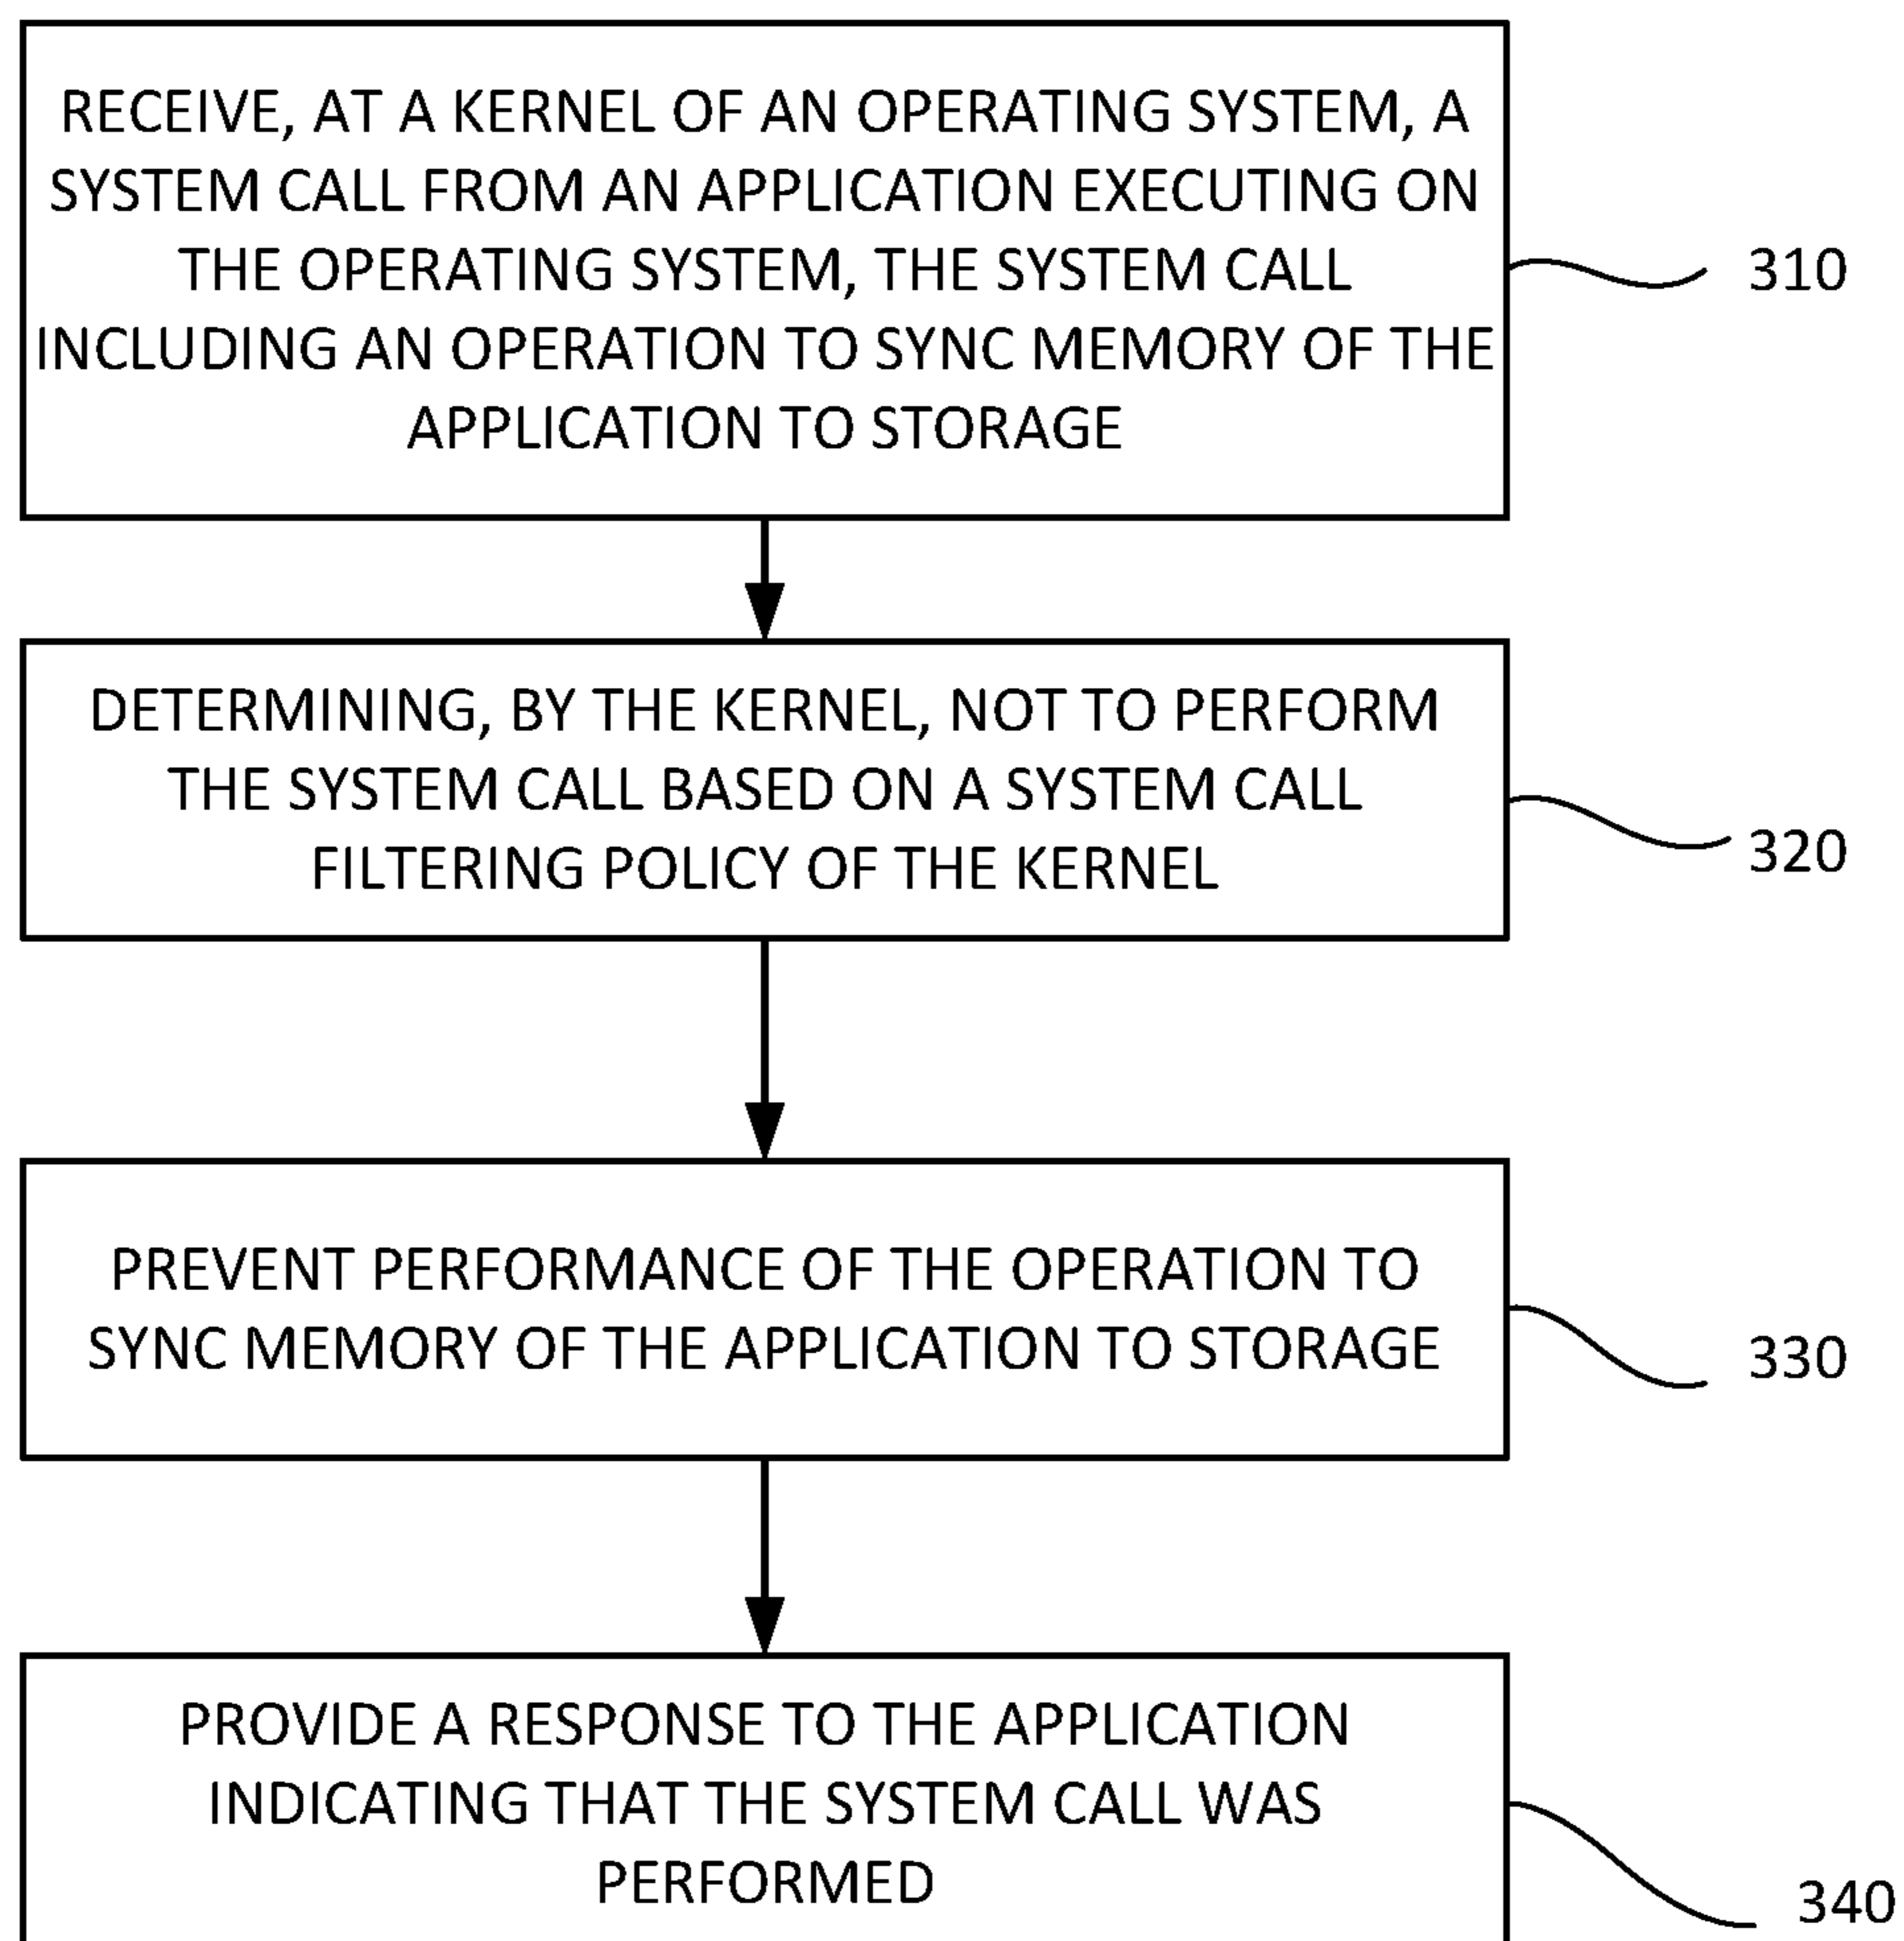 RECEIVE, AT A KERNEL OF AN OPERATING SYSTEM, A
SYSTEM CALL FROM AN APPLICATION EXECUTING ON
THE OPERATING SYSTEM, THE SYSTEM CALL
INCLUDING AN OPERATION TO SYNC MEMORY OF THE
APPLICATION TO STORAGE
310
DETERMINING, BY THE KERNEL, NOT TO PERFORM
THE SYSTEM CALL BASED ON A SYSTEM CALL
FILTERING POLICY OF THE KERNEL
320
PREVENT PERFORMANCE OF THE OPERATION TO
SYNC MEMORY OF THE APPLICATION TO STORAGE
330
PROVIDE A RESPONSE TO THE APPLICATION
INDICATING THAT THE SYSTEM CALL WAS
PERFORMED
340